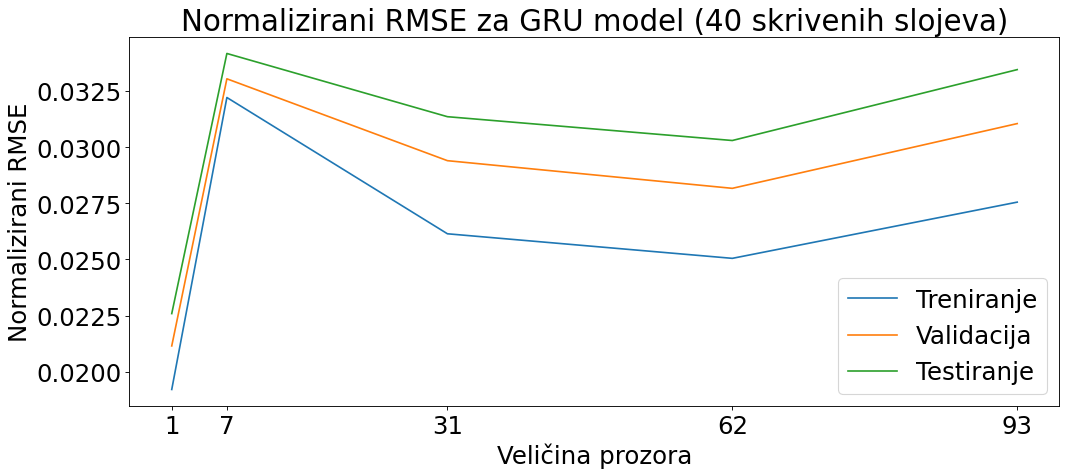 Normalizirani RMSE za GRU model (40 skrivenih slojeva)
Normalizirani RMSE
0.0325
0.0300
0.0275
0.0250
0.0225
0.0200
Treniranje
Validacija
Testiranje
1 7 31 62 93
Veličina prozora